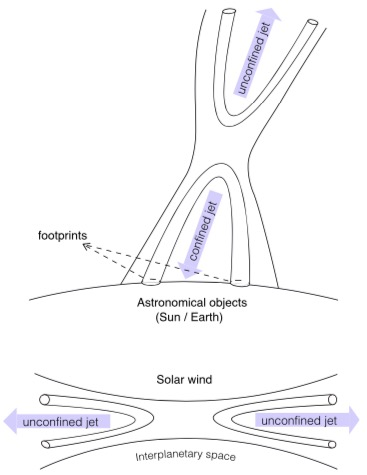 unconfined jet
confined jet
footprints
Astronomical objects
(Sun / Earth)
Solar wind
unconfined jet
unconfined jet
Interplanetary space